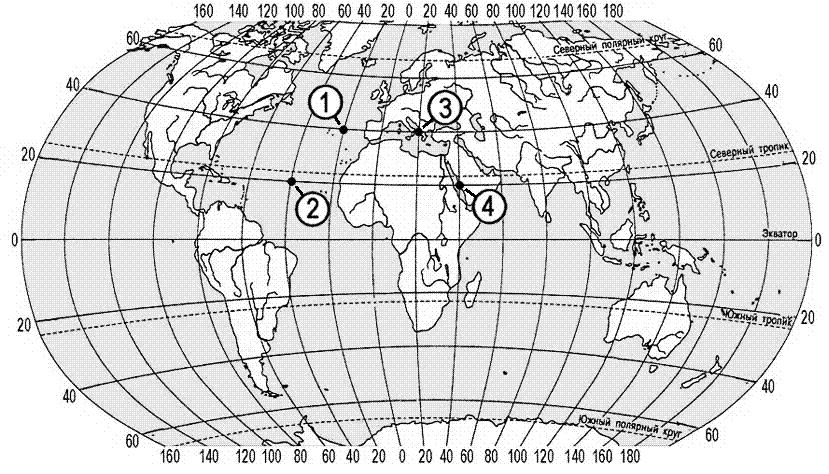 160 140 120 100 80 60 40 20 0 20 40 60 80 100 120 140 160 180
60 Северный полярный круг 60
40 1 3 40
20 Северный тропик 20
2 4
0 Экватор 0
20 Южный тропик 20
40 40
60 Южный полярный круг 60
160 140 120 100 80 60 40 20 0 20 40 60 80 100 120 140 160 180